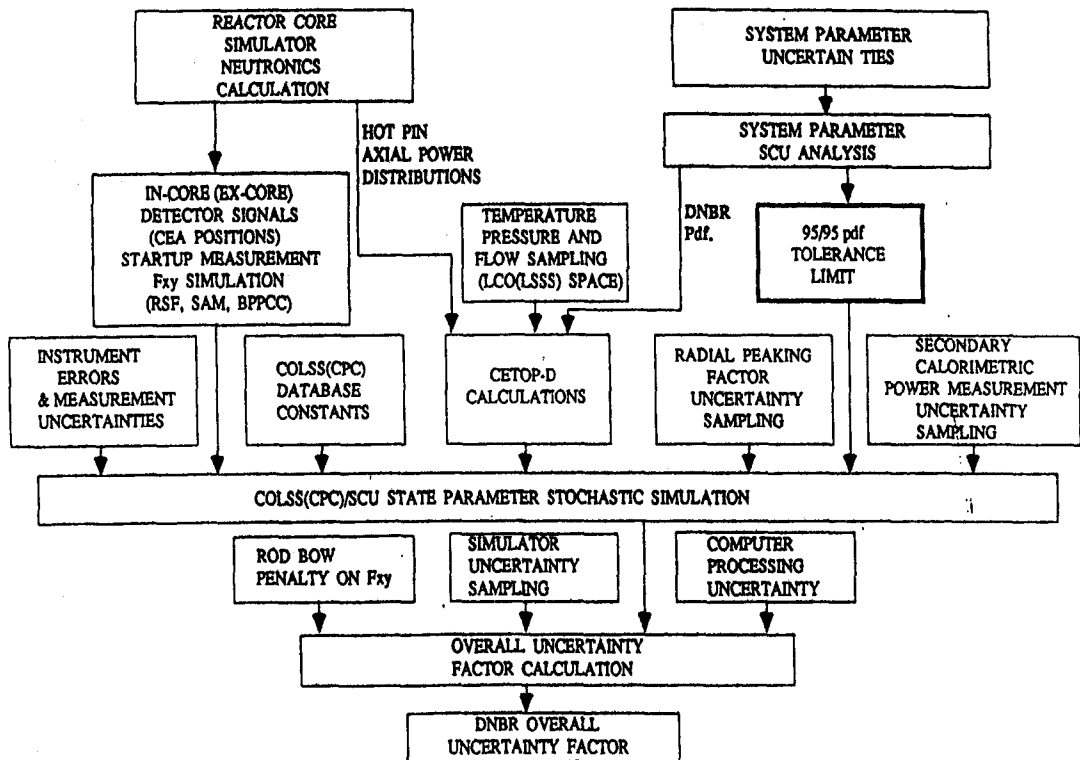 REACTOR CORE
SIMULATOR
NEUTRONICS
CALCULATION
SYSTEM PARAMETER
UNCERTAIN TIES
HOT PIN
AXIAL POWER
DISTRIBUTIONS
SYSTEM PARAMETER
SCU ANALYSIS
IN-CORE (EX-CORE)
DETECTOR SIGNALS
(CEA POSITIONS)
STARTUP MEASUREMENT
Fxy SIMULATION
(RSF, SAM, BPPCC)
TEMPERATURE
PRESSURE AND
FLOW SAMPLING
(LCO(LSSS) SPACE)
DNBR
Pdf.
95/95 pdf
TOLERANCE
LIMIT
INSTRUMENT
ERRORS
& MEASUREMENT
UNCERTAINTIES
COLSS(CPC)
DATABASE
CONSTANTS
CETOP-D
CALCULATIONS
RADIAL PEAKING
FACTOR
UNCERTAINTY
SAMPLING
SECONDARY
CALORIMETRIC
POWER MEASUREMENT
UNCERTAINTY
SAMPLING
COLSS(CPC)/SCU STATE PARAMETER STOCHASTIC SIMULATION
ROD BOW
PENALTY ON Fxy
SIMULATOR
UNCERTAINTY
SAMPLING
COMPUTER
PROCESSING
UNCERTAINTY
OVERALL UNCERTAINTY
FACTOR CALCULATION
DNBR OVERALL
UNCERTAINTY FACTOR